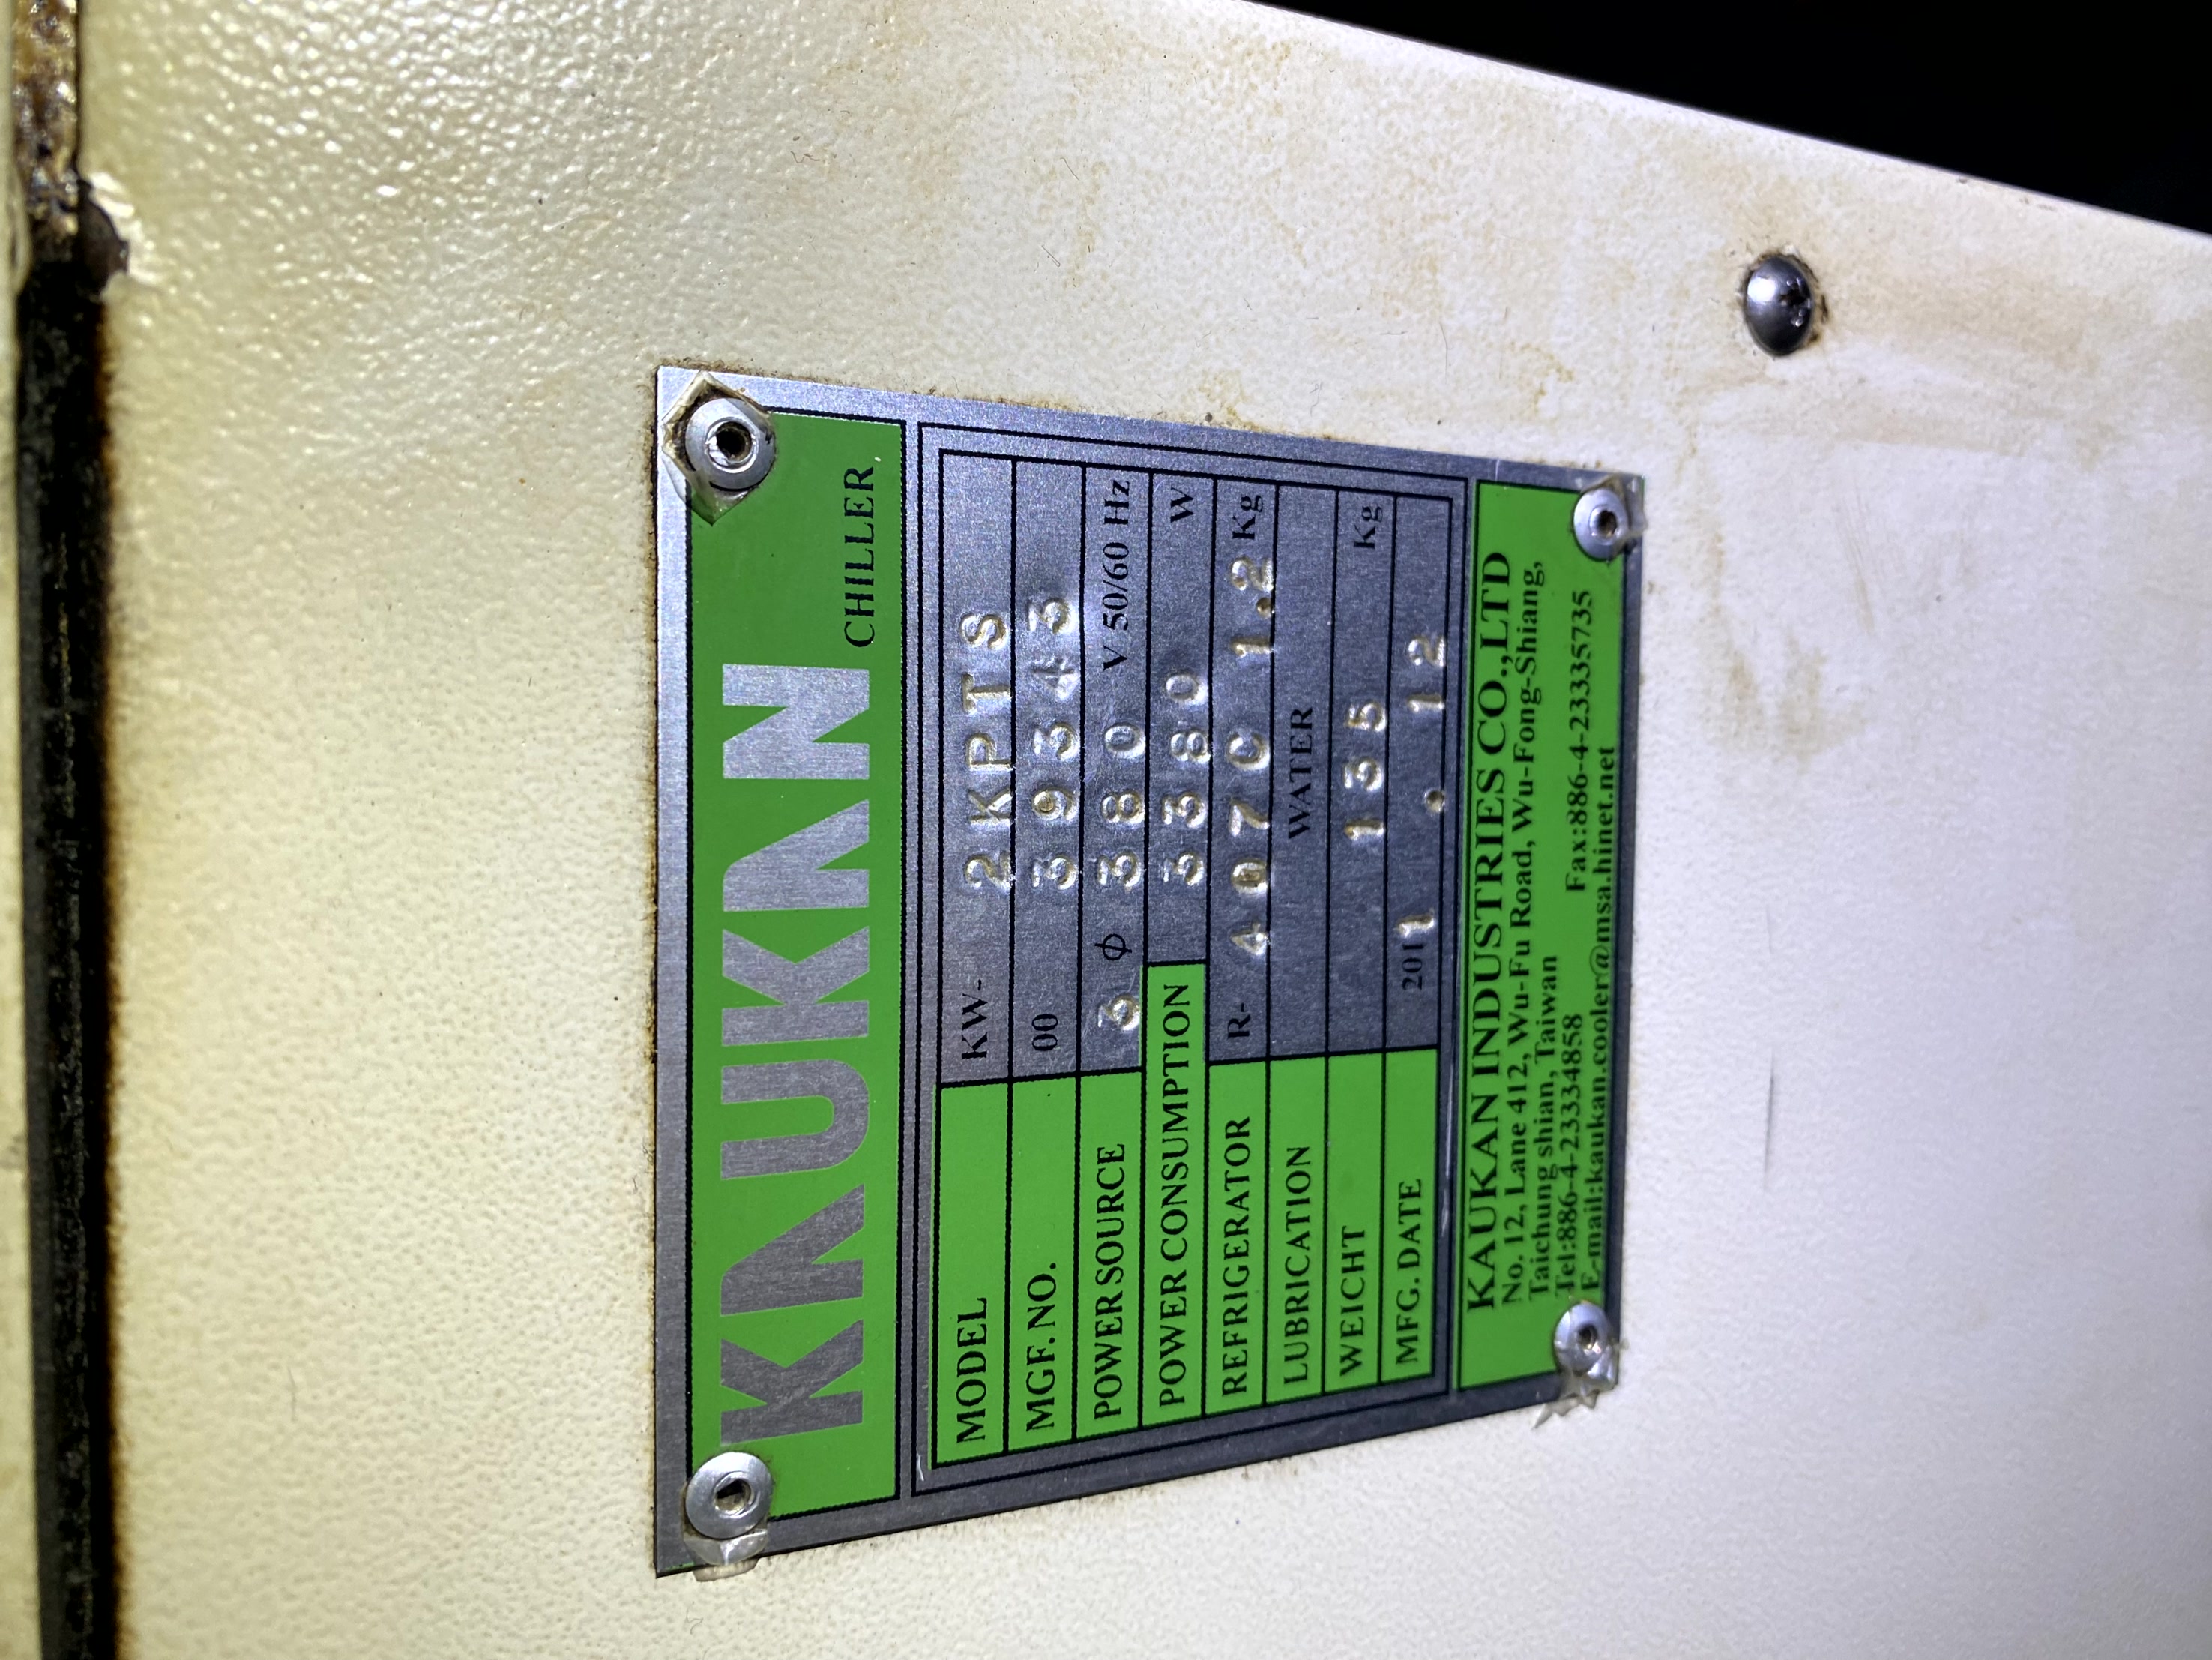 KAUKAN CHILLER
MODEL KW- 2KPTS
MGF. NO. 00 39343
POWER SOURCE 3 ϕ 380 V 50/60 Hz
POWER CONSUMPTION 3380 W
REFRIGERATOR R- 407C 1.2 Kg
LUBRICATION WATER
WEICHT 135 Kg
MFG. DATE 2011 . 12
KAUKAN INDUSTRIES CO.,LTD
No. 12, Lane 412, Wu-Fu Road, Wu-Fong-Shiang,
Taichung shian, Taiwan
Tel:886-4-23334858 Fax:886-4-23335735
E-mail:kaukan.cooler@msa.hinet.net